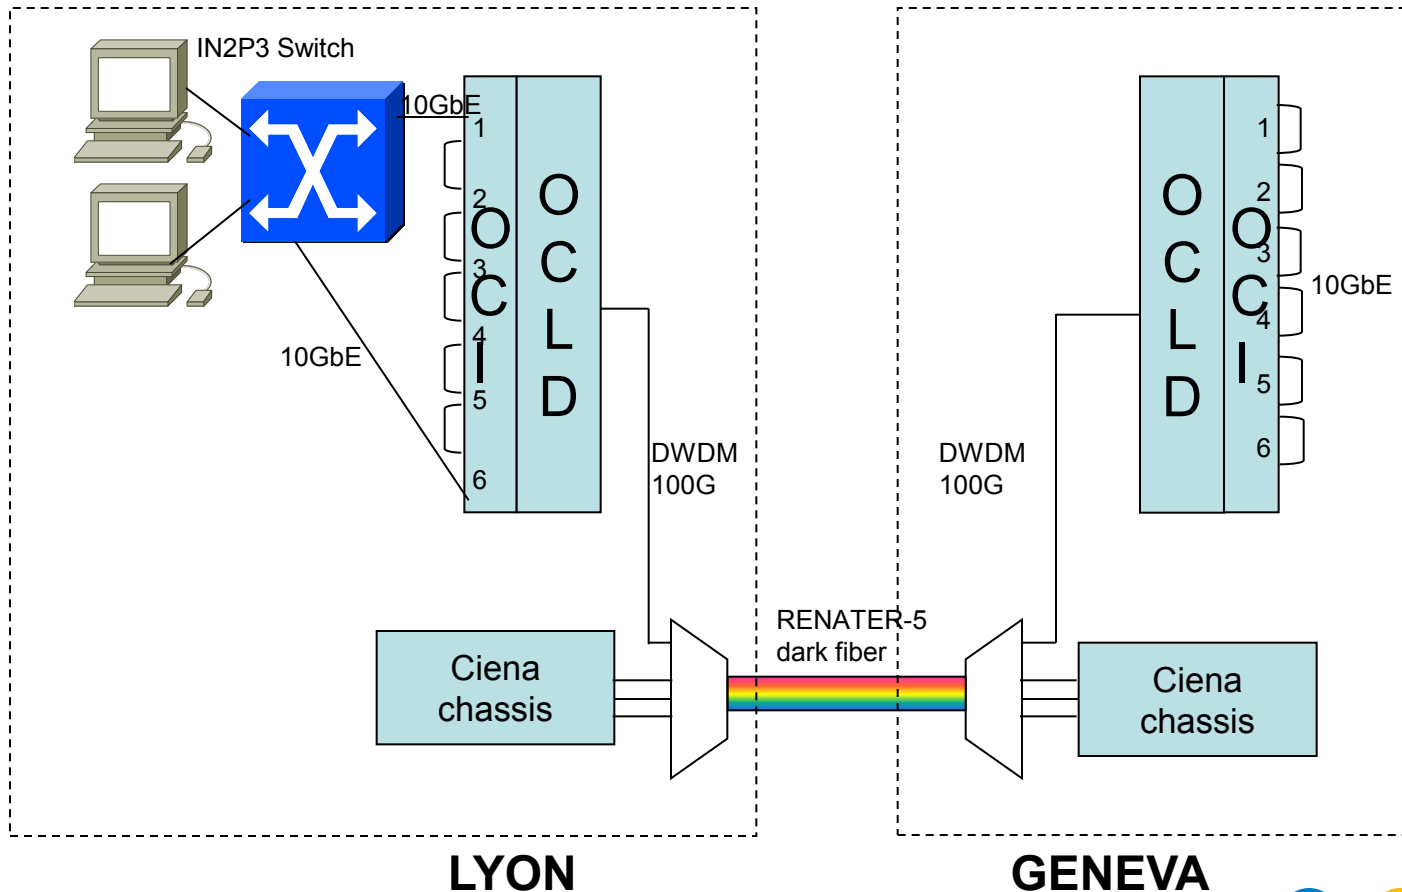 IN2P3 Switch
10GbE
1
2
3
4
5
6
O
C
I
O
C
L
D
10GbE
DWDM
100G
O
C
L
D
O
C
I
1
2
3
4
5
6
10GbE
DWDM
100G
RENATER-5
dark fiber
Ciena
chassis
Ciena
chassis
LYON
GENEVA